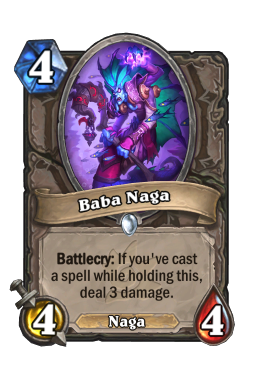 4
Baba Naga
Battlecry: If you've cast
a spell while holding this,
deal 3 damage.
4
Naga
4